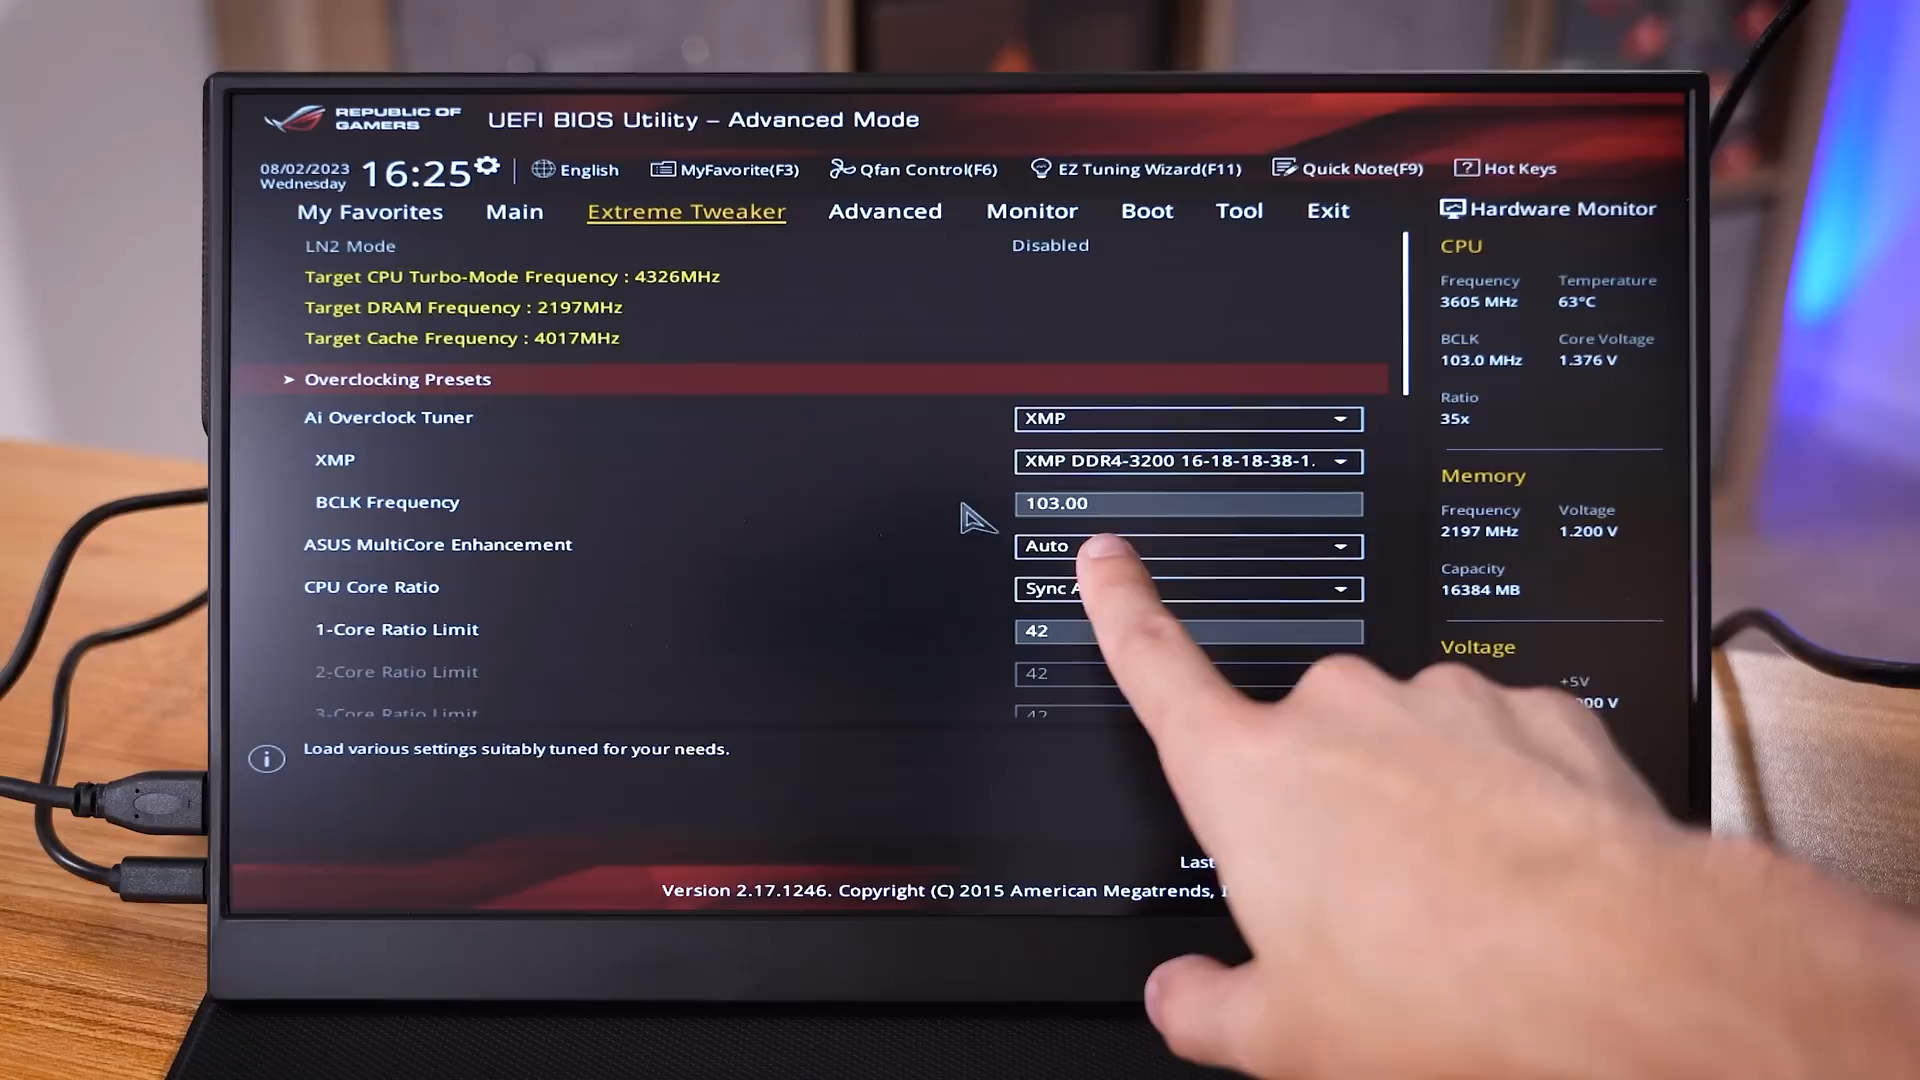 REPUBLIC OF
GAMERS
UEFI BIOS Utility – Advanced Mode
08/02/2023
Wednesday
16:25
English
MyFavorite(F3)
Qfan Control(F6)
EZ Tuning Wizard(F11)
Quick Note(F9)
? Hot Keys
My Favorites
Main
Extreme Tweaker
Advanced
Monitor
Boot
Tool
Exit
LN2 Mode Disabled
Target CPU Turbo-Mode Frequency : 4326MHz
Target DRAM Frequency : 2197MHz
Target Cache Frequency : 4017MHz
Overclocking Presets
Ai Overclock Tuner XMP
XMP XMP DDR4-3200 16-18-18-38-1.
BCLK Frequency 103.00
ASUS MultiCore Enhancement Auto
CPU Core Ratio Sync
1-Core Ratio Limit 42
2-Core Ratio Limit 42
3-Core Ratio Limit 42
i Load various settings suitably tuned for your needs.
Last
Version 2.17.1246. Copyright (C) 2015 American Megatrends,
Hardware Monitor
CPU
Frequency Temperature
3605 MHz 63°C
BCLK Core Voltage
103.0 MHz 1.376 V
Ratio
35x
Memory
Frequency Voltage
2197 MHz 1.200 V
Capacity
16384 MB
Voltage
+5V
00 V